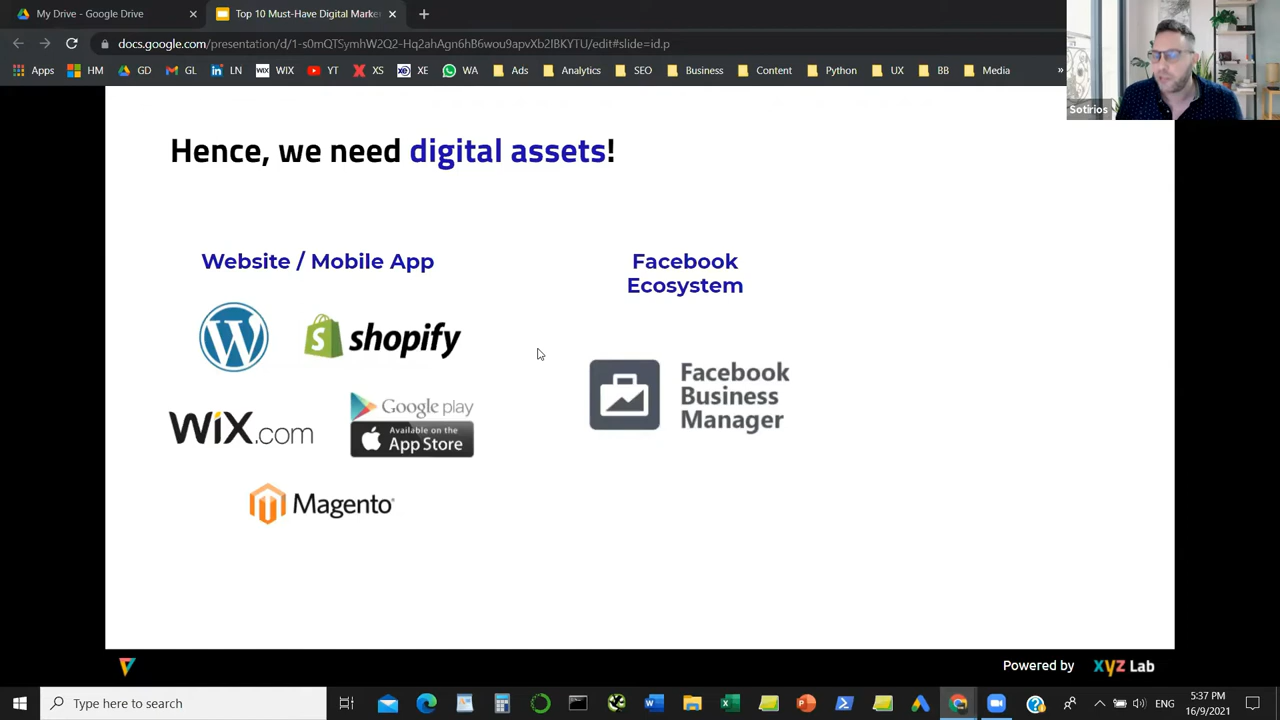 My Drive - Google Drive
Top 10 Must-Have Digital Marke
docs.google.com/presentation/d/1-s0mQTSymhW2Q2-Hq2ahAgn6hB6wou9apvXb2IBKYTU/edit#slide=id.p
Apps HM GD GL LN WIX YT XS XE WA Ads Analytics SEO Business Content Python UX BB Media »
Sotirios
Hence, we need digital assets!
Website / Mobile App
Facebook
Ecosystem
shopify
WiX.com
Google play
Available on the
App Store
Magento
Facebook
Business
Manager
Powered by XYZ Lab
Type here to search
ENG
5:37 PM
16/9/2021